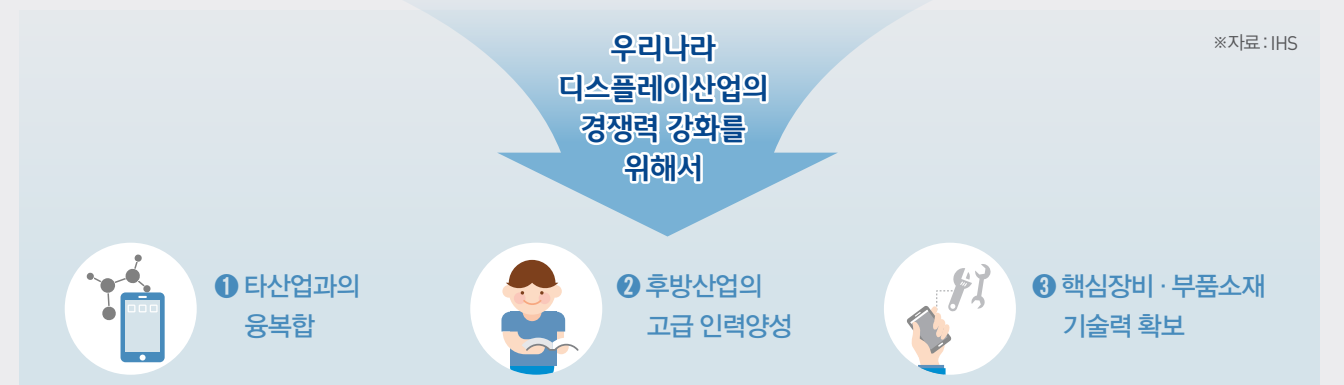 우리나라
디스플레이산업의
경쟁력 강화를
위해서
※자료 : IHS
❶ 타산업과의
융복합
❷ 후방산업의
고급 인력양성
❸ 핵심장비 · 부품소재
기술력 확보